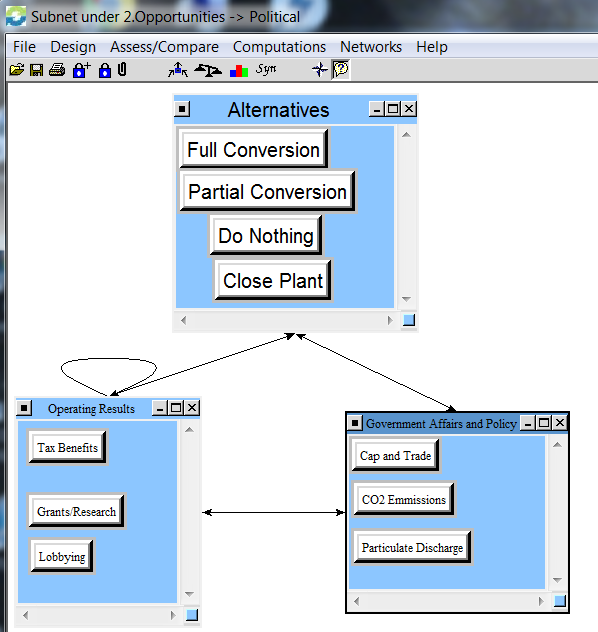 Subnet under 2.Opportunities -> Political
File Design Assess/Compare Computations Networks Help
Syn
Alternatives
Full Conversion
Partial Conversion
Do Nothing
Close Plant
Operating Results
Tax Benefits
Grants/Research
Lobbying
Government Affairs and Policy
Cap and Trade
CO2 Emmissions
Particulate Discharge